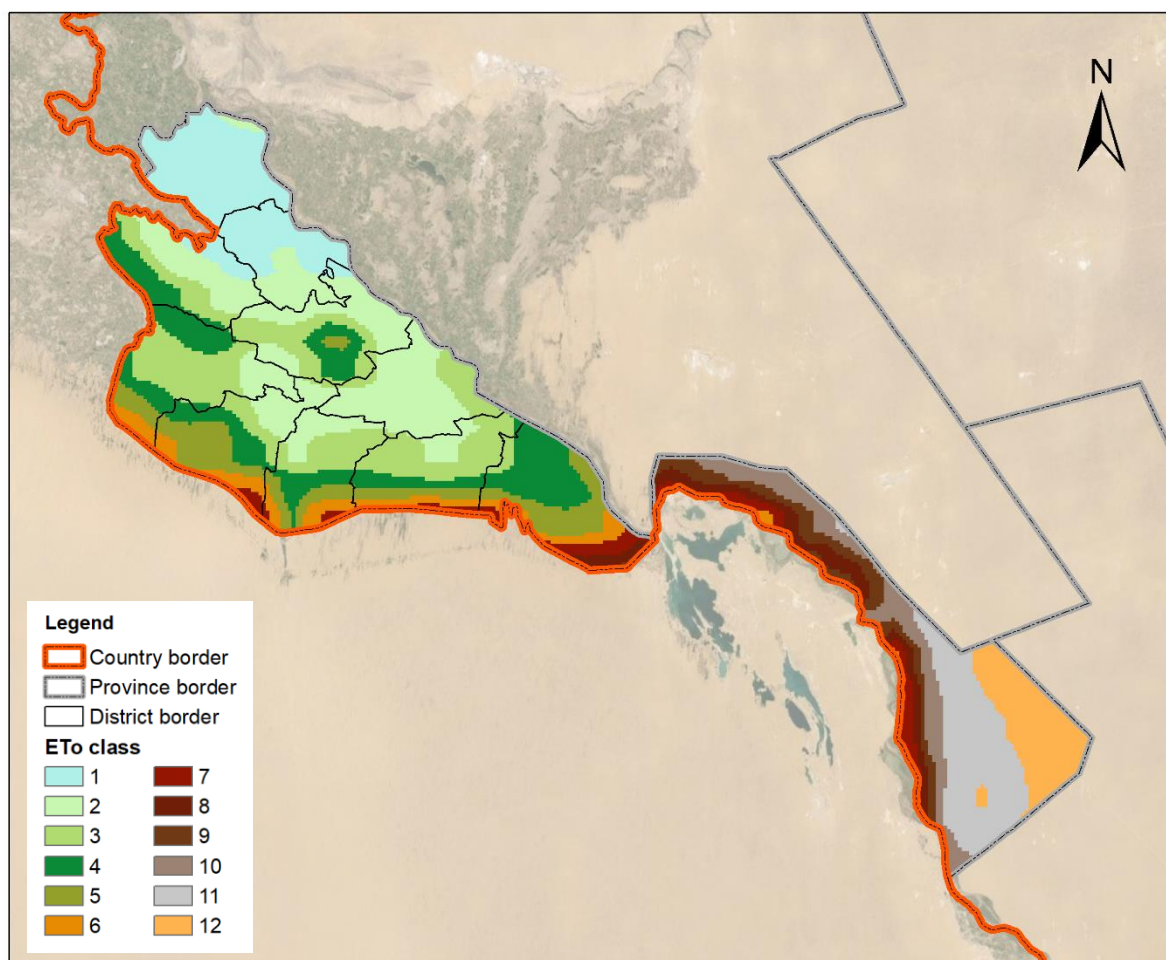 N
Legend
Country border
Province border
District border
ETo class
1 7
2 8
3 9
4 10
5 11
6 12